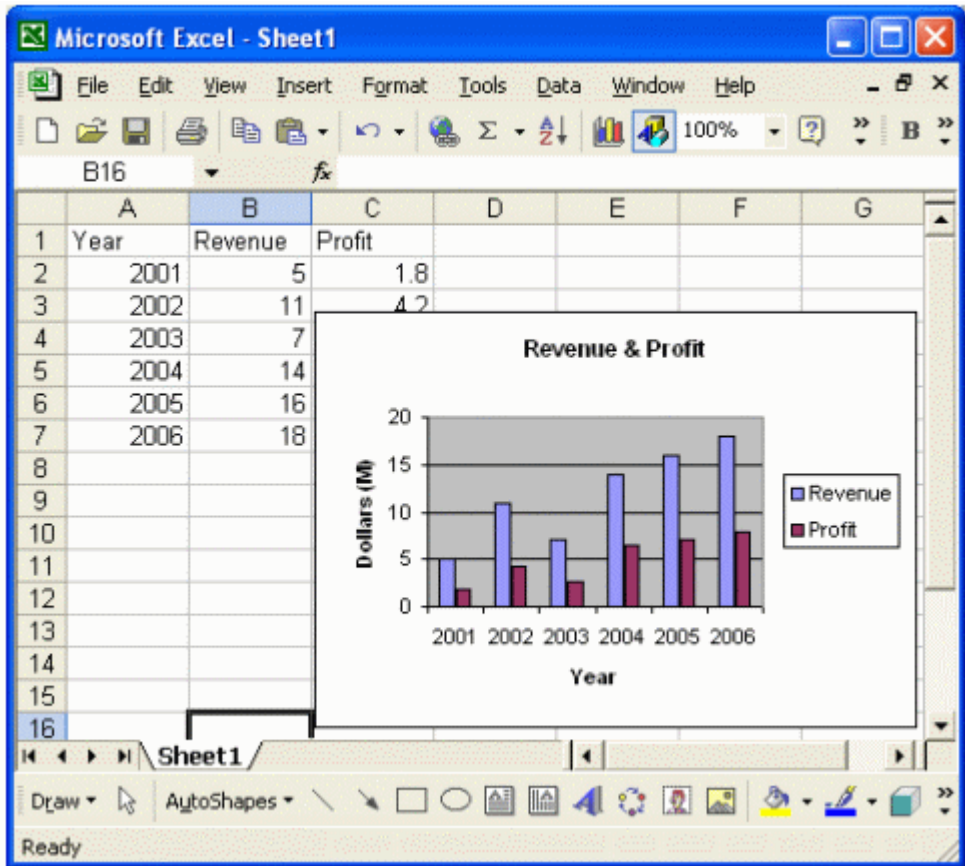 Microsoft Excel - Sheet1
File Edit View Insert Format Tools Data Window Help
Σ A Z 100% ? » B »
B16 fx
A B C D E F G
1 Year Revenue Profit
2 2001 5 1.8
3 2002 11 4.2
4 2003 7
5 2004 14
6 2005 16
7 2006 18
8
9
10
11
12
13
14
15
16
Revenue & Profit
Dollars (M)
20
15
10
5
0
2001 2002 2003 2004 2005 2006
Year
Revenue
Profit
Sheet1
Draw AutoShapes A »
Ready